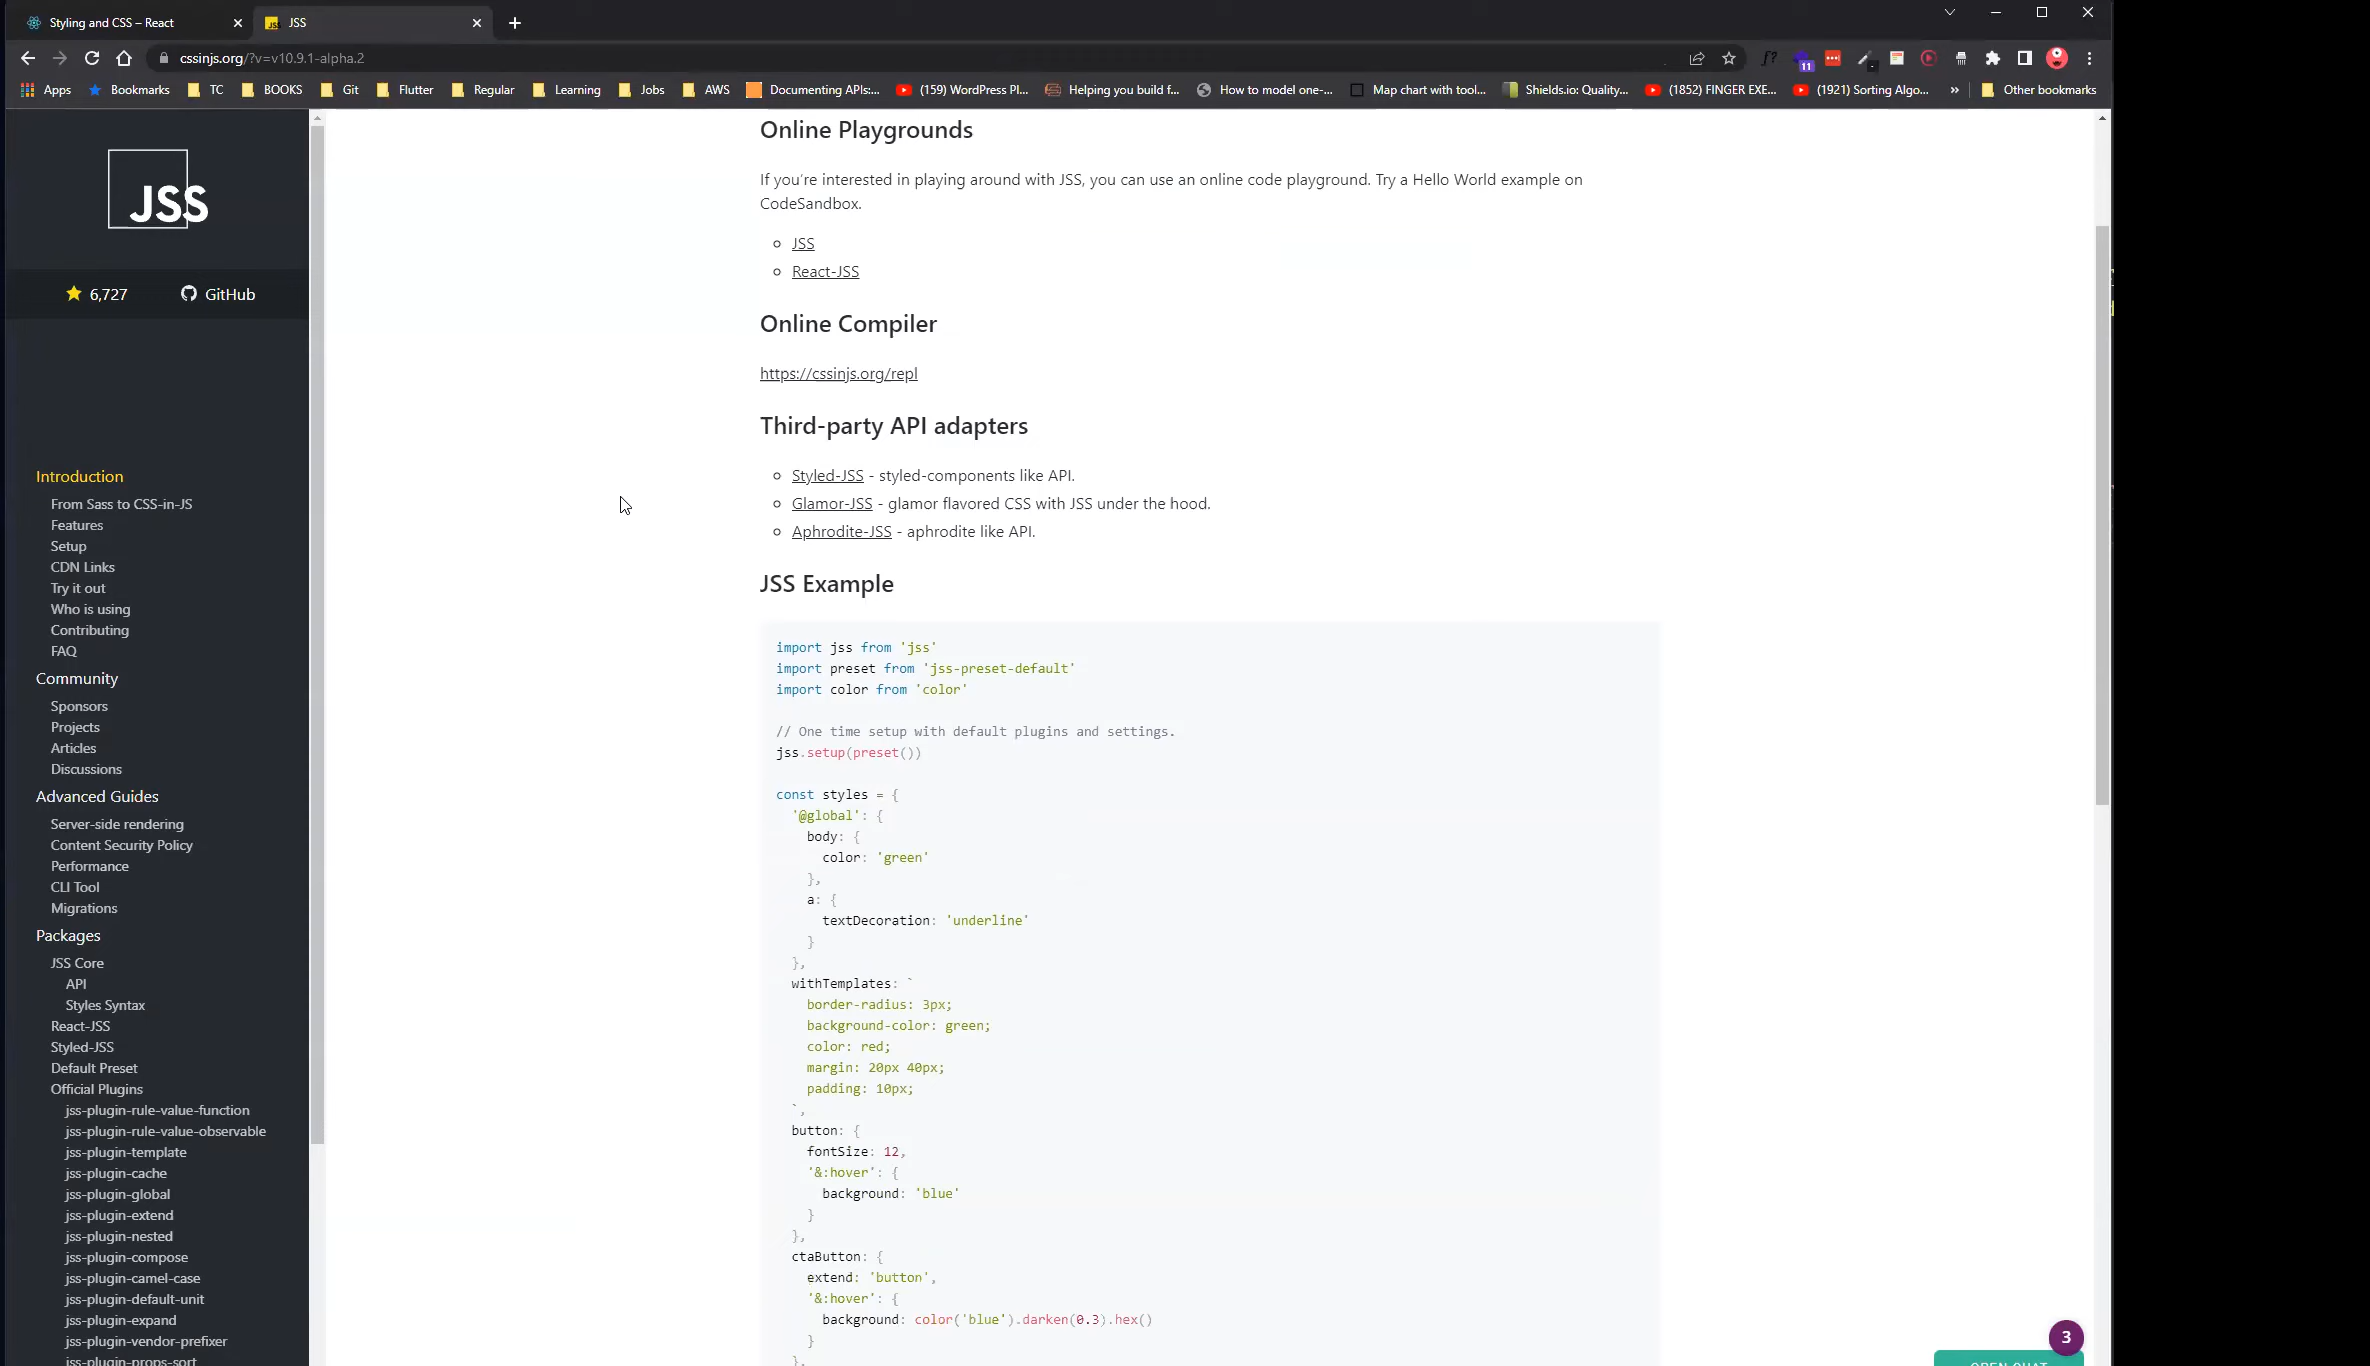 Styling and CSS – React
JSS
cssinjs.org/?v=v10.9.1-alpha.2
11
Apps
Bookmarks
TC
BOOKS
Git
Flutter
Regular
Learning
Jobs
AWS
Documenting APIs:...
(159) WordPress Pl...
Helping you build f...
How to model one-...
Map chart with tool...
Shields.io: Quality...
(1852) FINGER EXE...
(1921) Sorting Algo...
»
Other bookmarks
JSS
6,727
GitHub
Introduction
From Sass to CSS-in-JS
Features
Setup
CDN Links
Try it out
Who is using
Contributing
FAQ
Community
Sponsors
Projects
Articles
Discussions
Advanced Guides
Server-side rendering
Content Security Policy
Performance
CLI Tool
Migrations
Packages
JSS Core
API
Styles Syntax
React-JSS
Styled-JSS
Default Preset
Official Plugins
jss-plugin-rule-value-function
jss-plugin-rule-value-observable
jss-plugin-template
jss-plugin-cache
jss-plugin-global
jss-plugin-extend
jss-plugin-nested
jss-plugin-compose
jss-plugin-camel-case
jss-plugin-default-unit
jss-plugin-expand
jss-plugin-vendor-prefixer
jss-plugin-props-sort
Online Playgrounds
If you're interested in playing around with JSS, you can use an online code playground. Try a Hello World example on
CodeSandbox.
JSS
React-JSS
Online Compiler
https://cssinjs.org/repl
Third-party API adapters
Styled-JSS - styled-components like API.
Glamor-JSS - glamor flavored CSS with JSS under the hood.
Aphrodite-JSS - aphrodite like API.
JSS Example
import jss from 'jss'
import preset from 'jss-preset-default'
import color from 'color'
// One time setup with default plugins and settings.
jss.setup(preset())
const styles = {
'@global': {
body: {
color: 'green'
},
a: {
textDecoration: 'underline'
}
},
withTemplates: `
border-radius: 3px;
background-color: green;
color: red;
margin: 20px 40px;
padding: 10px;
`,
button: {
fontSize: 12,
'&:hover': {
background: 'blue'
}
},
ctaButton: {
extend: 'button',
'&:hover': {
background: color('blue').darken(0.3).hex()
}
},
3
OPEN CHAT